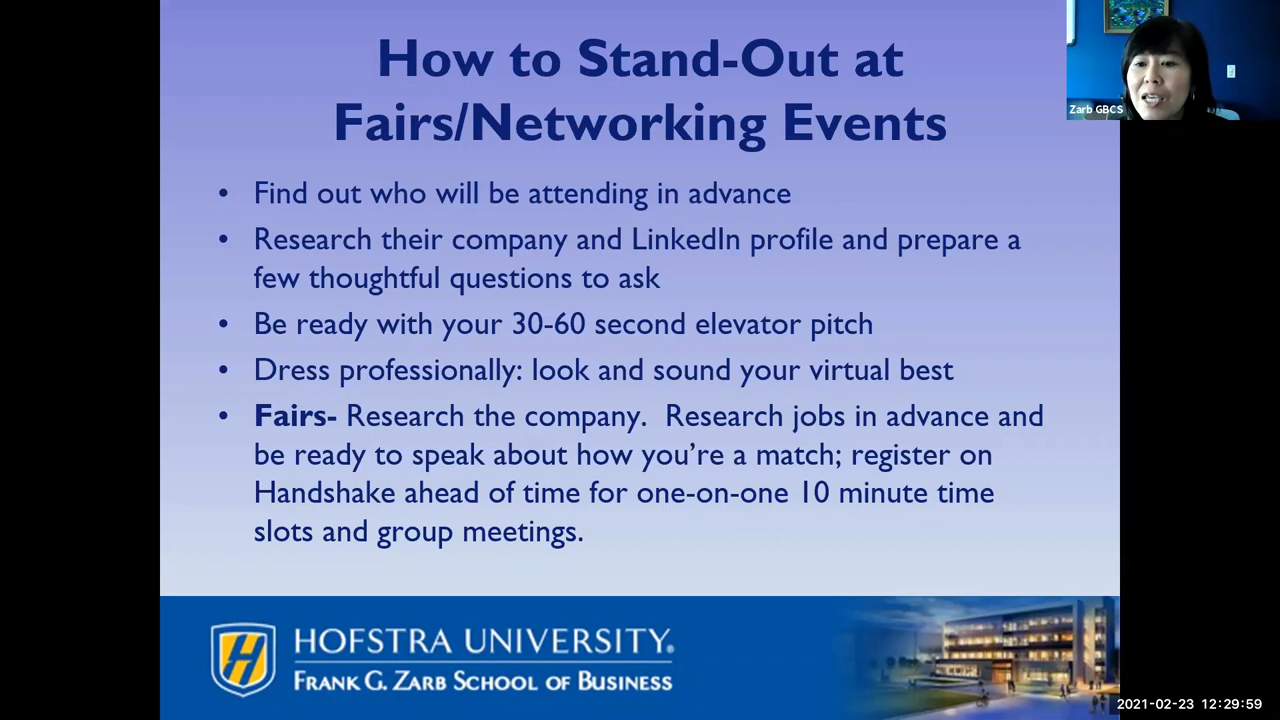 How to Stand-Out at
Fairs/Networking Events
• Find out who will be attending in advance
• Research their company and LinkedIn profile and prepare a
few thoughtful questions to ask
• Be ready with your 30-60 second elevator pitch
• Dress professionally: look and sound your virtual best
• Fairs- Research the company.  Research jobs in advance and
be ready to speak about how you’re a match; register on
Handshake ahead of time for one-on-one 10 minute time
slots and group meetings.
Zarb GBCS
H
HOFSTRA UNIVERSITY®
FRANK G. ZARB SCHOOL OF BUSINESS
2021-02-23 12:29:59